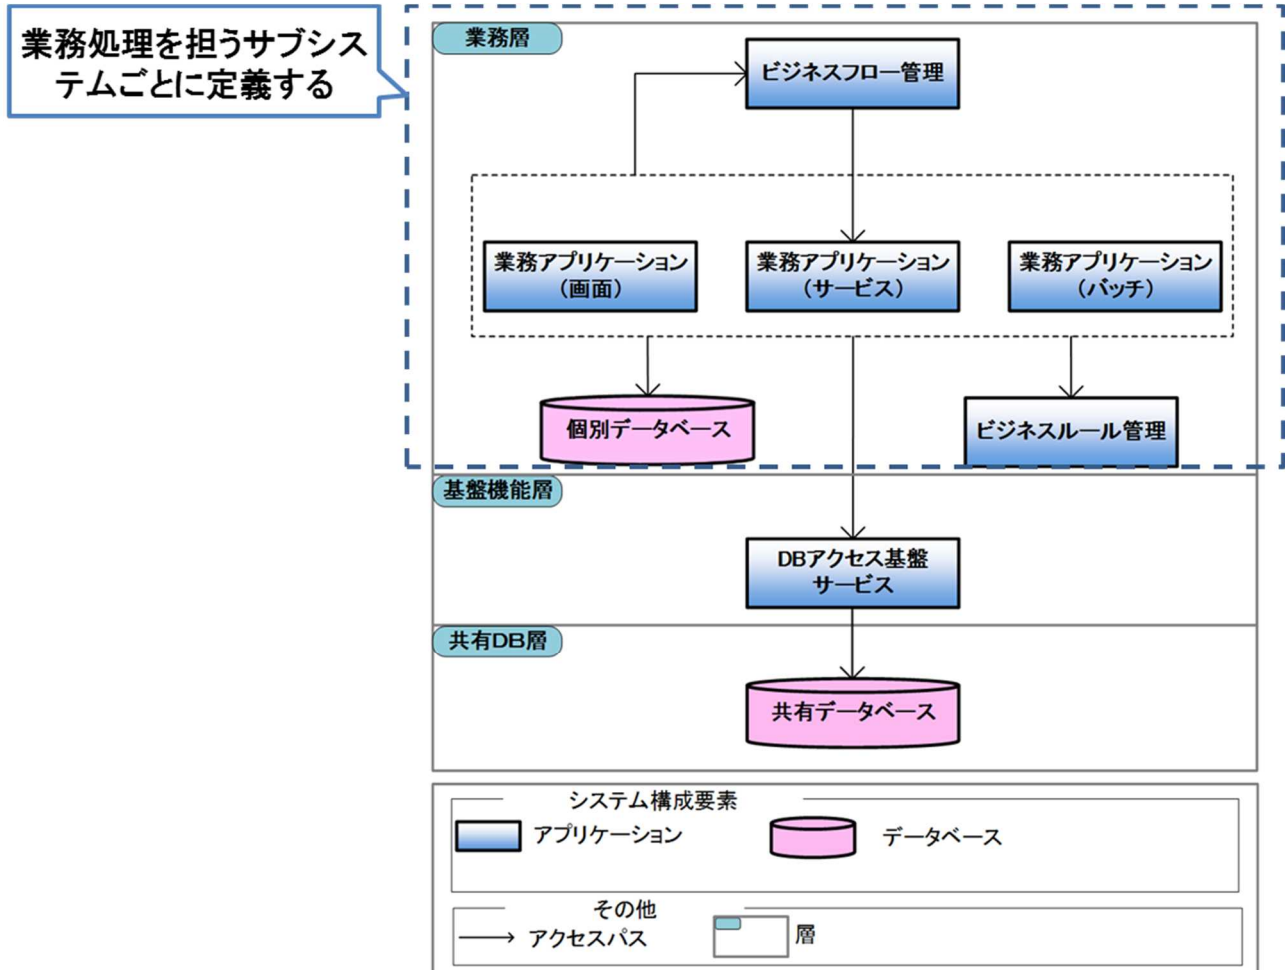 業務処理を担うサブシス
テムごとに定義する
業務層
ビジネスフロー管理
業務アプリケーション
（画面）
業務アプリケーション
（サービス）
業務アプリケーション
（バッチ）
個別データベース
ビジネスルール管理
基盤機能層
DBアクセス基盤
サービス
共有DB層
共有データベース
システム構成要素
アプリケーション
データベース
その他
アクセスパス
層